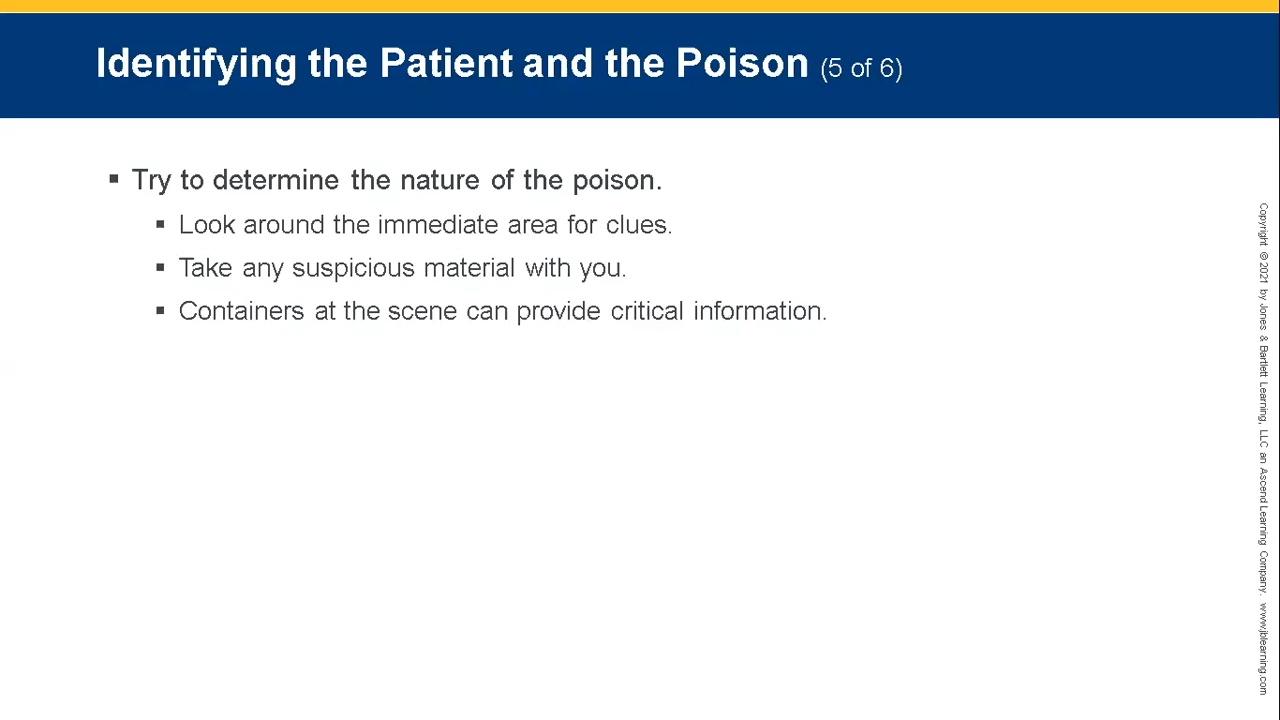 Identifying the Patient and the Poison (5 of 6)
▪ Try to determine the nature of the poison.
▪ Look around the immediate area for clues.
▪ Take any suspicious material with you.
▪ Containers at the scene can provide critical information.
Copyright © 2021 by Jones & Bartlett Learning, LLC an Ascend Learning Company. www.jblearning.com